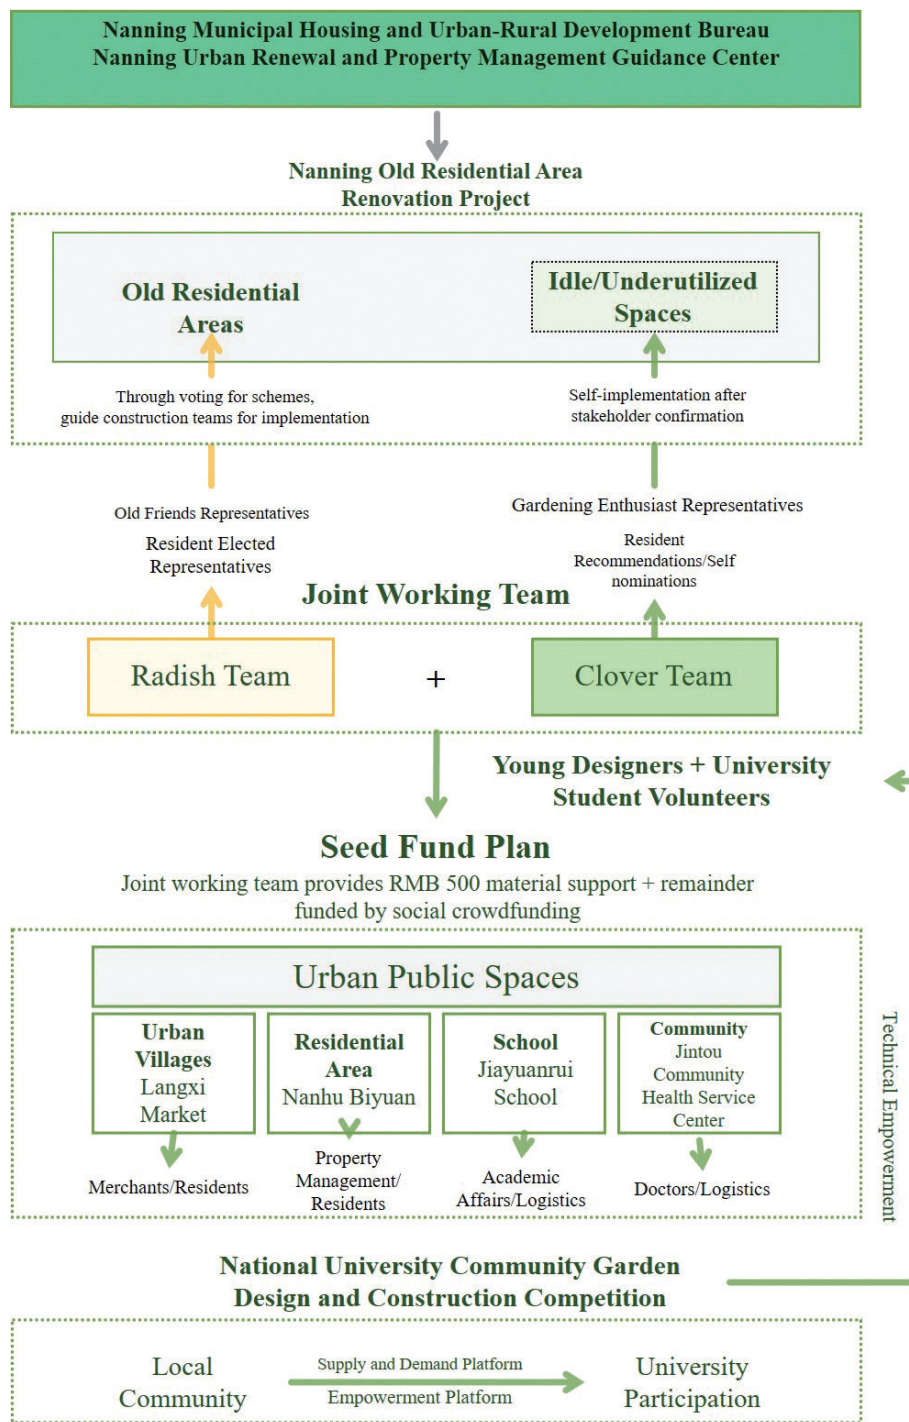 Nanning Municipal Housing and Urban-Rural Development Bureau
Nanning Urban Renewal and Property Management Guidance Center
Nanning Old Residential Area
Renovation Project
Old Residential
Areas
Idle/Underutilized
Spaces
Through voting for schemes,
guide construction teams for implementation
Self-implementation after
stakeholder confirmation
Old Friends Representatives
Resident Elected
Representatives
Gardening Enthusiast Representatives
Resident
Recommendations/Self
nominations
Joint Working Team
Radish Team
+
Clover Team
Young Designers + University
Student Volunteers
Seed Fund Plan
Joint working team provides RMB 500 material support + remainder
funded by social crowdfunding
Urban Public Spaces
Urban
Villages
Langxi
Market
Residential
Area
Nanhu Biyuan
School
Jiayuanrui
School
Community
Jintou
Community
Health Service
Center
Merchants/Residents
Property
Management/
Residents
Academic
Affairs/Logistics
Doctors/Logistics
Technical Empowerment
National University Community Garden
Design and Construction Competition
Local
Community
Supply and Demand Platform
Empowerment Platform
University
Participation